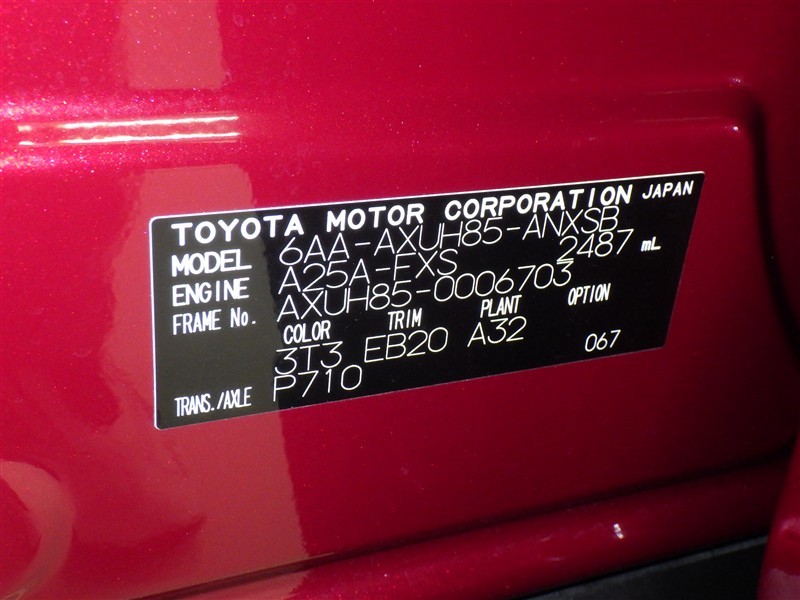 TOYOTA MOTOR CORPORATION JAPAN
MODEL 6AA-AXUH85-ANXSB
ENGINE A25A-FXS 2487 mL
FRAME No. AXUH85-0006703
COLOR TRIM PLANT OPTION
3T3 EB20 A32 067
TRANS./AXLE P710